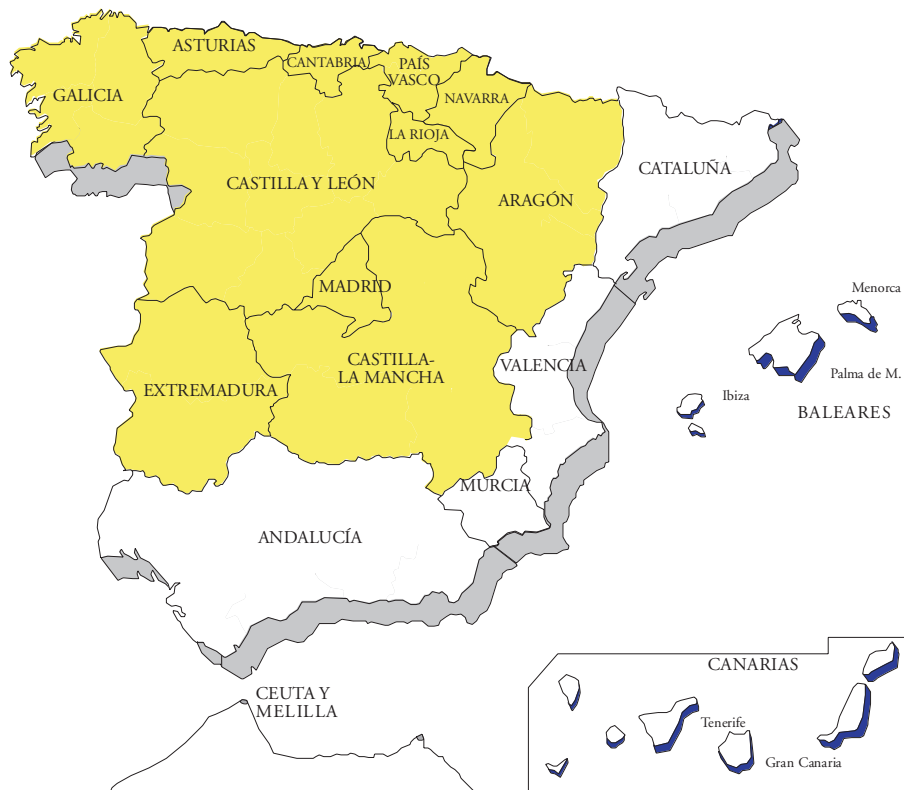 ASTURIAS
CANTABRIA
PAÍS
VASCO
GALICIA
NAVARRA
LA RIOJA
CATALUÑA
CASTILLA Y LEÓN
ARAGÓN
MADRID
Menorca
CASTILLA-
LA MANCHA
VALENCIA
Palma de M.
EXTREMADURA
Ibiza
BALEARES
MURCIA
ANDALUCÍA
CANARIAS
CEUTA Y
MELILLA
Tenerife
Gran Canaria